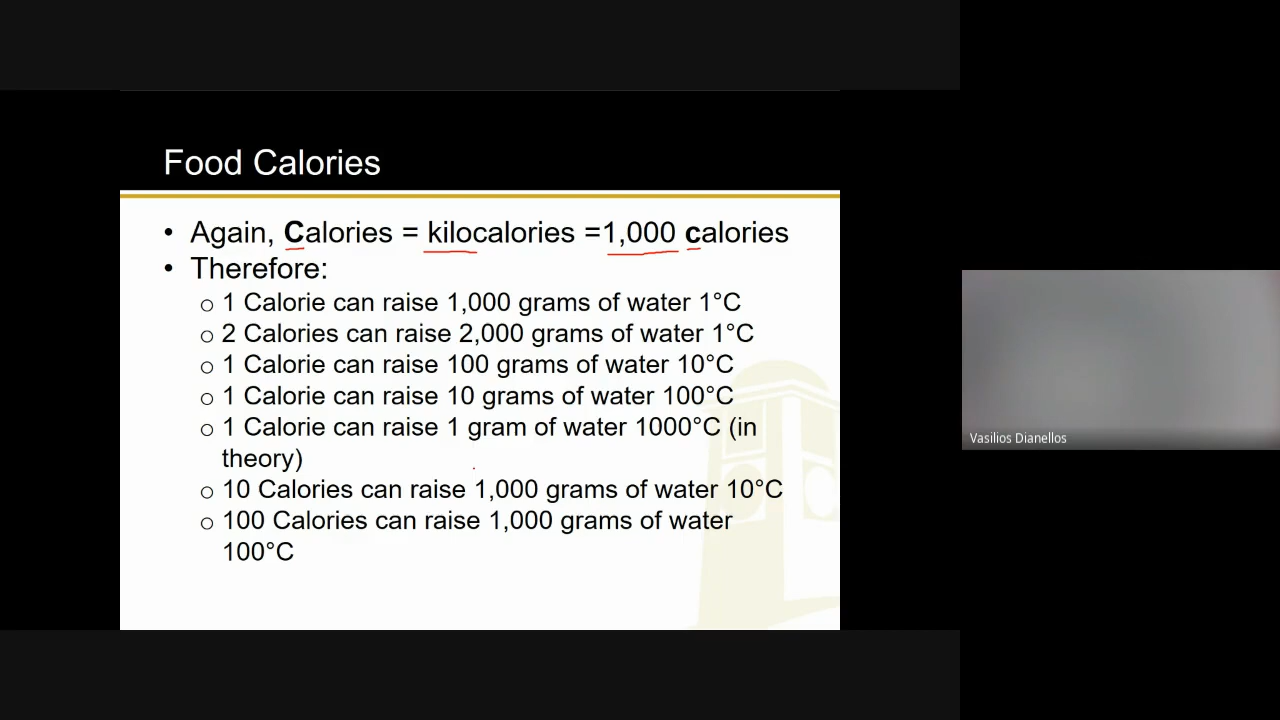 Food Calories
• Again, Calories = kilocalories =1,000 calories
• Therefore:
o 1 Calorie can raise 1,000 grams of water 1°C
o 2 Calories can raise 2,000 grams of water 1°C
o 1 Calorie can raise 100 grams of water 10°C
o 1 Calorie can raise 10 grams of water 100°C
o 1 Calorie can raise 1 gram of water 1000°C (in
theory)
o 10 Calories can raise 1,000 grams of water 10°C
o 100 Calories can raise 1,000 grams of water
100°C
Vasilios Dianellos